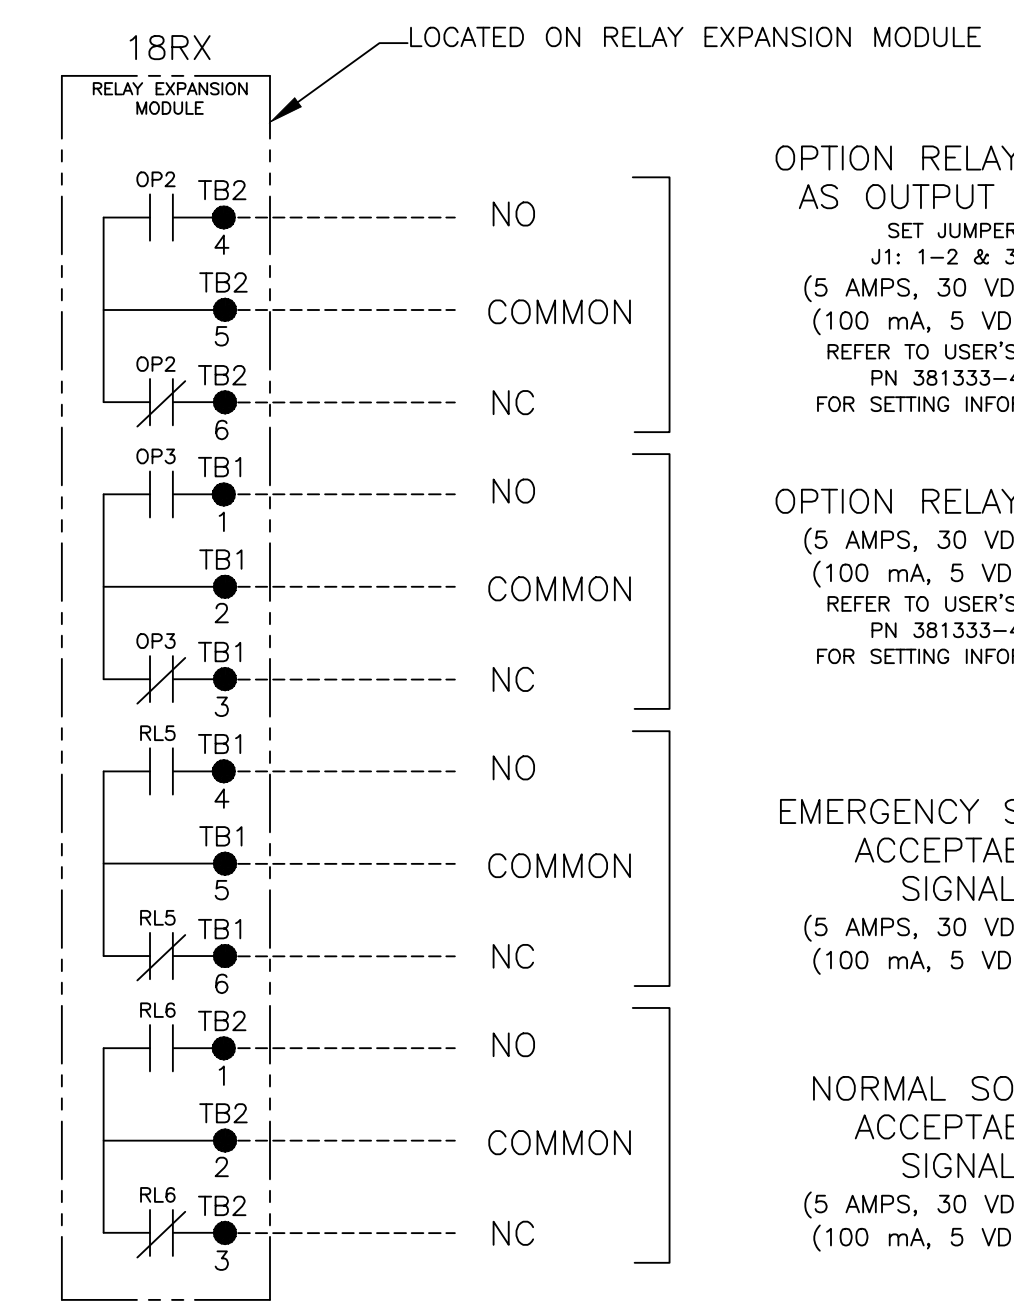 18RX
LOCATED ON RELAY EXPANSION MODULE
RELAY EXPANSION
MODULE
OP2
TB2
4
NO
TB2
5
COMMON
OP2
TB2
6
NC
OPTION RELAY
AS OUTPUT
SET JUMPER
J1: 1-2 & 3
(5 AMPS, 30 VD
(100 mA, 5 VD
REFER TO USER'S
PN 381333-4
FOR SETTING INFO
OP3
TB1
1
NO
TB1
2
COMMON
OP3
TB1
3
NC
OPTION RELAY
(5 AMPS, 30 VD
(100 mA, 5 VD
REFER TO USER'S
PN 381333-4
FOR SETTING INFO
RL5
TB1
4
NO
TB1
5
COMMON
RL5
TB1
6
NC
EMERGENCY S
ACCEPTAB
SIGNAL
(5 AMPS, 30 VD
(100 mA, 5 VD
RL6
TB2
1
NO
TB2
2
COMMON
RL6
TB2
3
NC
NORMAL SO
ACCEPTAB
SIGNAL
(5 AMPS, 30 VD
(100 mA, 5 VD